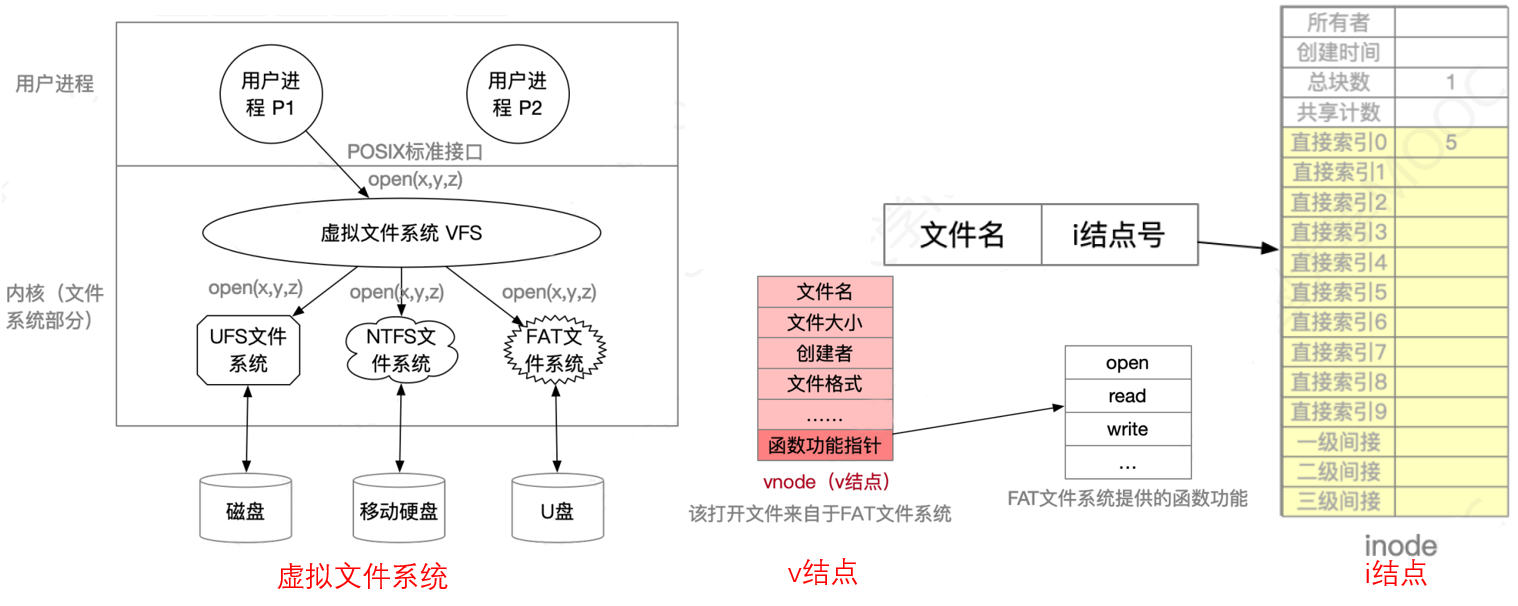 用户进程
用户进
程 P1
用户进
程 P2
POSIX标准接口
open(x,y,z)
虚拟文件系统 VFS
内核（文件
系统部分）
open(x,y,z)
open(x,y,z)
open(x,y,z)
UFS文件
系统
NTFS文
件系统
FAT文
件系统
磁盘
移动硬盘
U盘
虚拟文件系统
文件名
文件大小
创建者
文件格式
……
函数功能指针
vnode（v结点）
该打开文件来自于FAT文件系统
v结点
open
read
write
…
FAT文件系统提供的函数功能
文件名 i结点号
所有者
创建时间
总块数 1
共享计数
直接索引0 5
直接索引1
直接索引2
直接索引3
直接索引4
直接索引5
直接索引6
直接索引7
直接索引8
直接索引9
一级间接
二级间接
三级间接
inode
i结点